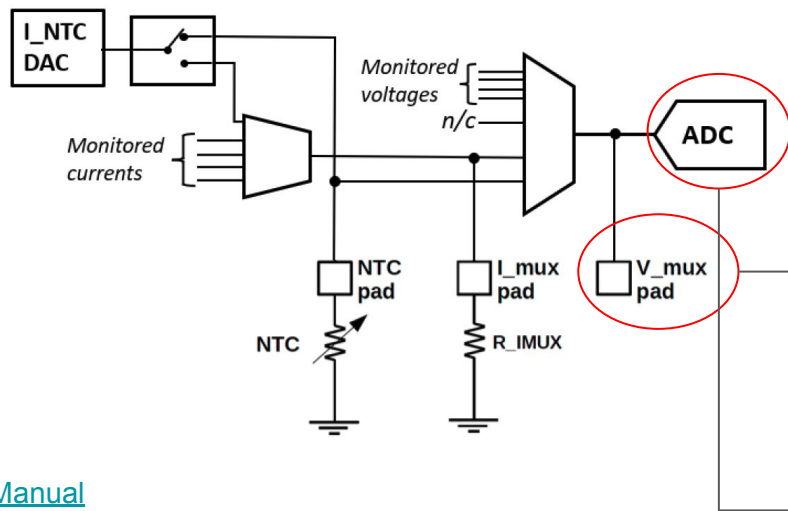 I_NTC
DAC
Monitored
voltages
n/c
ADC
Monitored
currents
NTC
pad
I_mux
pad
V_mux
pad
NTC
R_IMUX
Manual